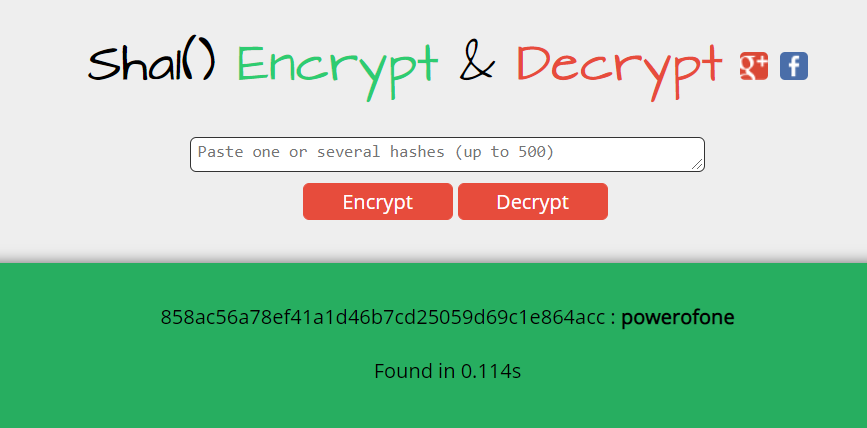 Sha1() Encrypt & Decrypt g+ f
Paste one or several hashes (up to 500)
Encrypt Decrypt
858ac56a78ef41a1d46b7cd25059d69c1e864acc : powerofone
Found in 0.114s